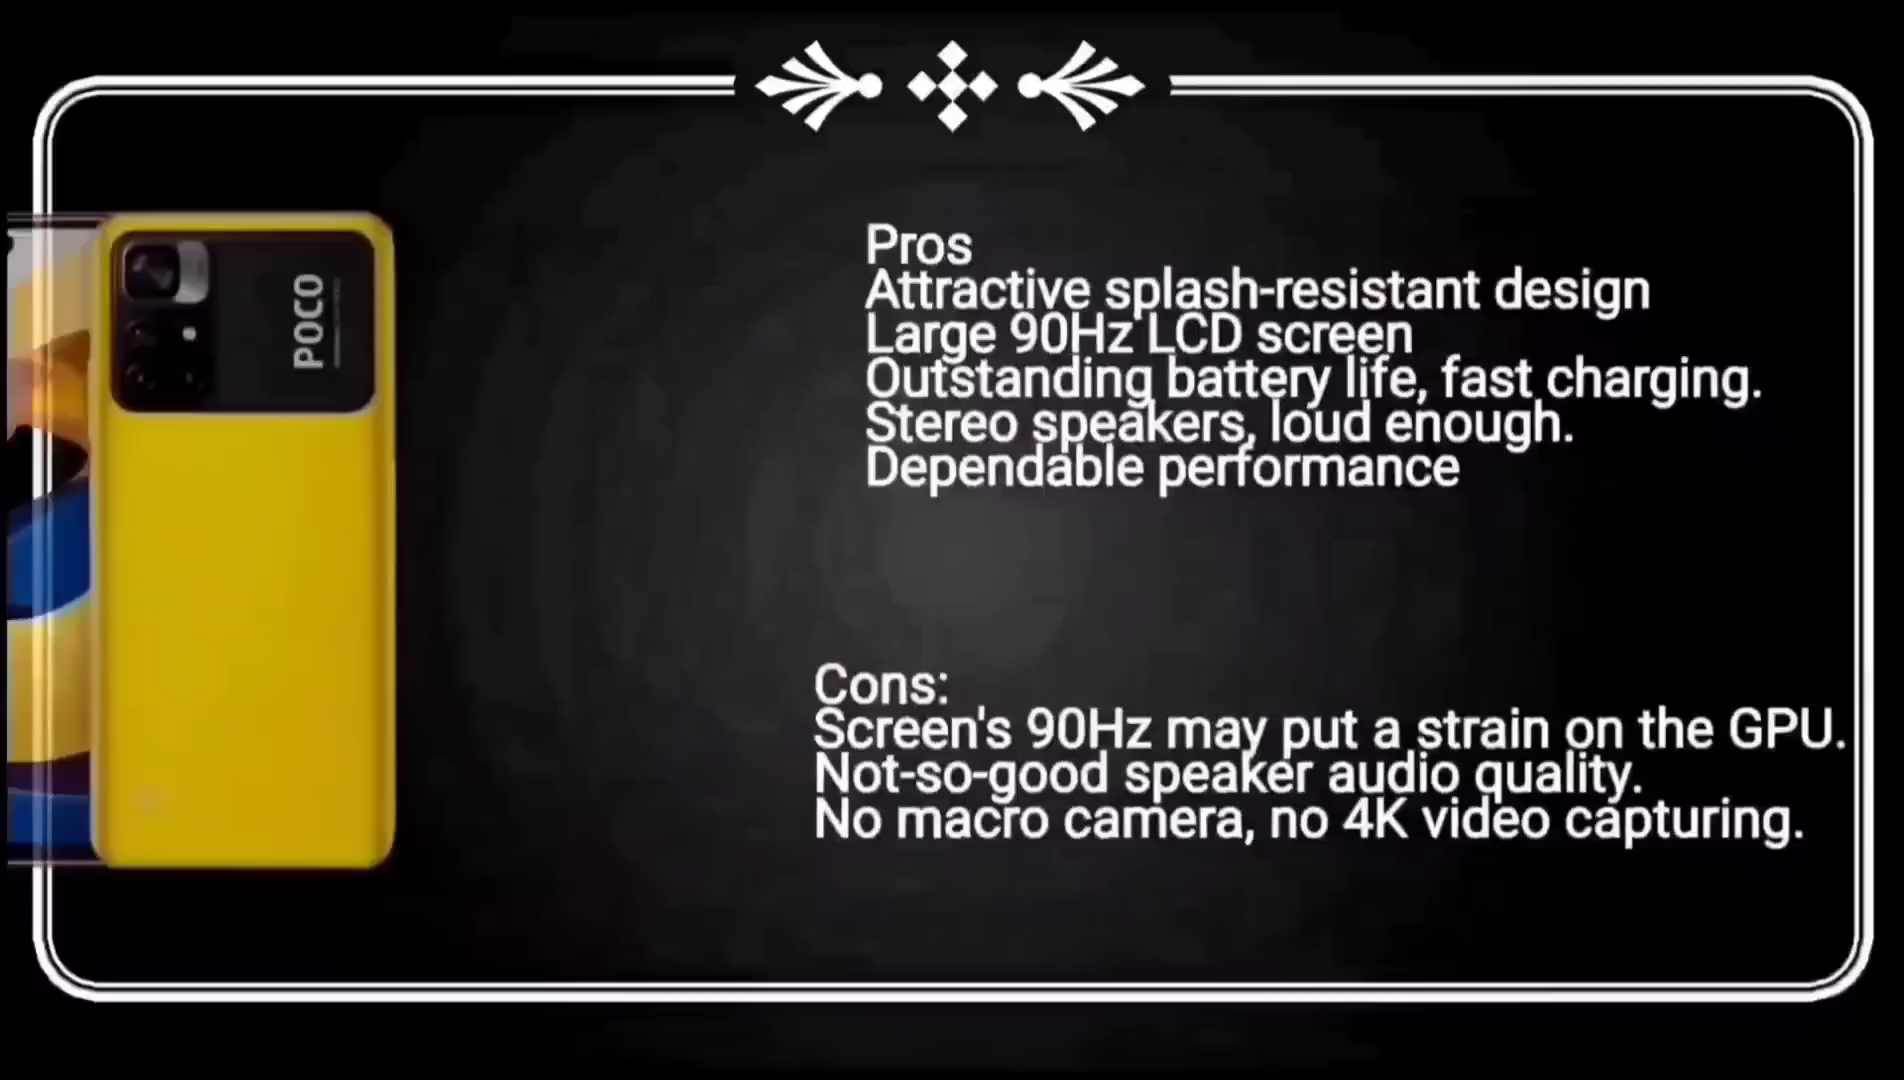 POCO
Pros
Attractive splash-resistant design
Large 90Hz LCD screen
Outstanding battery life, fast charging.
Stereo speakers, loud enough.
Dependable performance
Cons:
Screen's 90Hz may put a strain on the GPU.
Not-so-good speaker audio quality.
No macro camera, no 4K video capturing.